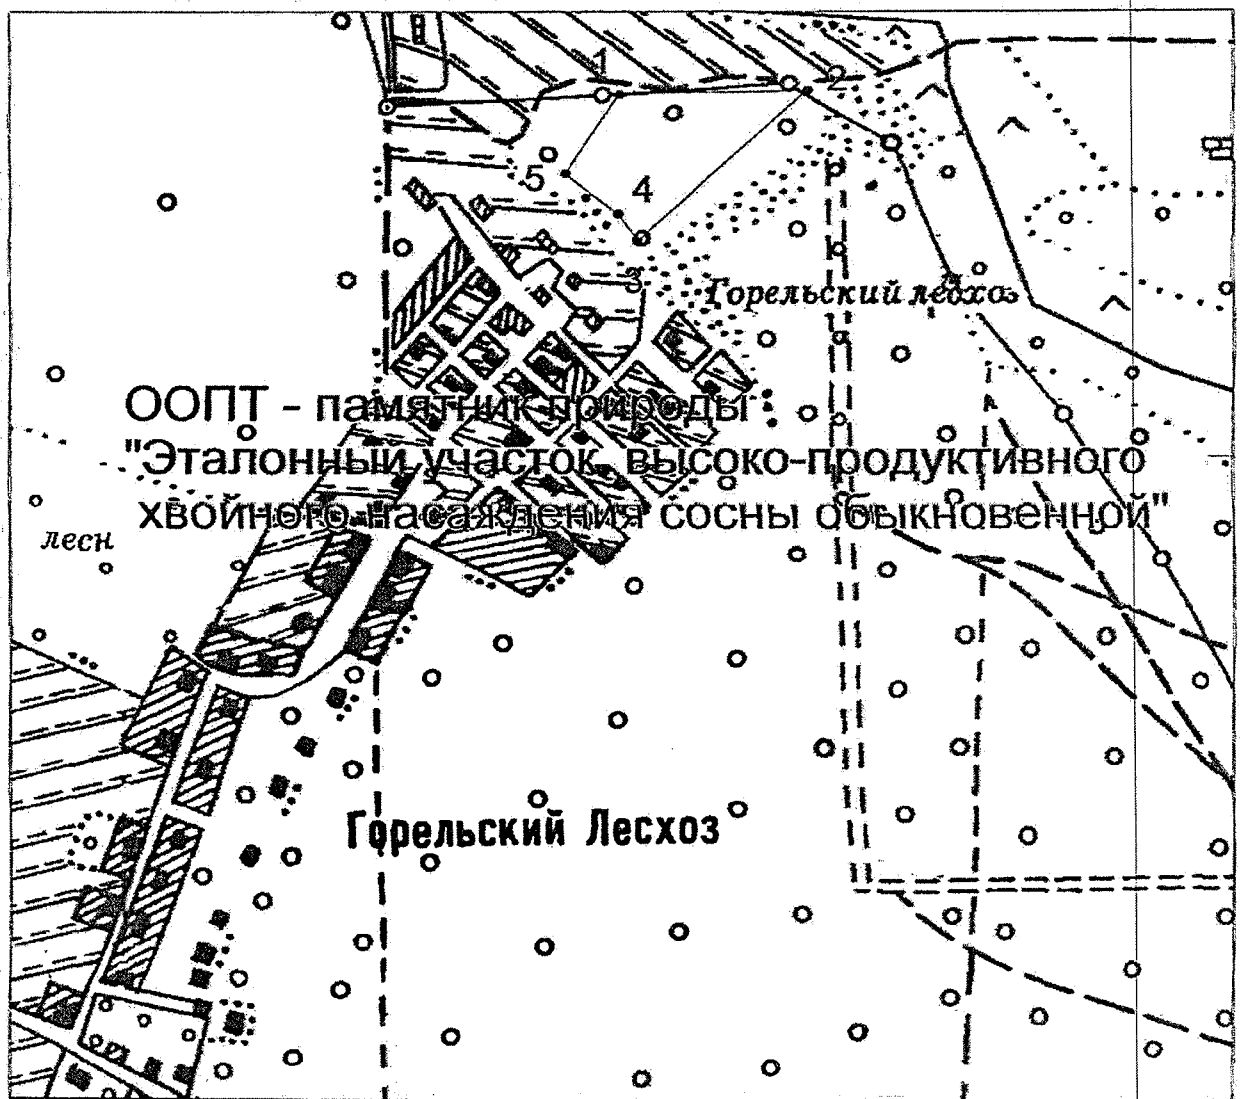 1
2
5
4
3
Горельский лесхоз
ООПТ - памятник природы
"Эталонный участок высоко-продуктивного
хвойного насаждения сосны обыкновенной"
лесн
Горельский Лесхоз